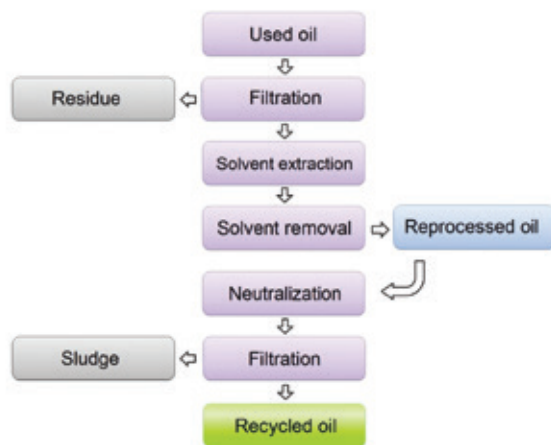 Used oil
Residue
Filtration
Solvent extraction
Solvent removal
Reprocessed oil
Neutralization
Sludge
Filtration
Recycled oil